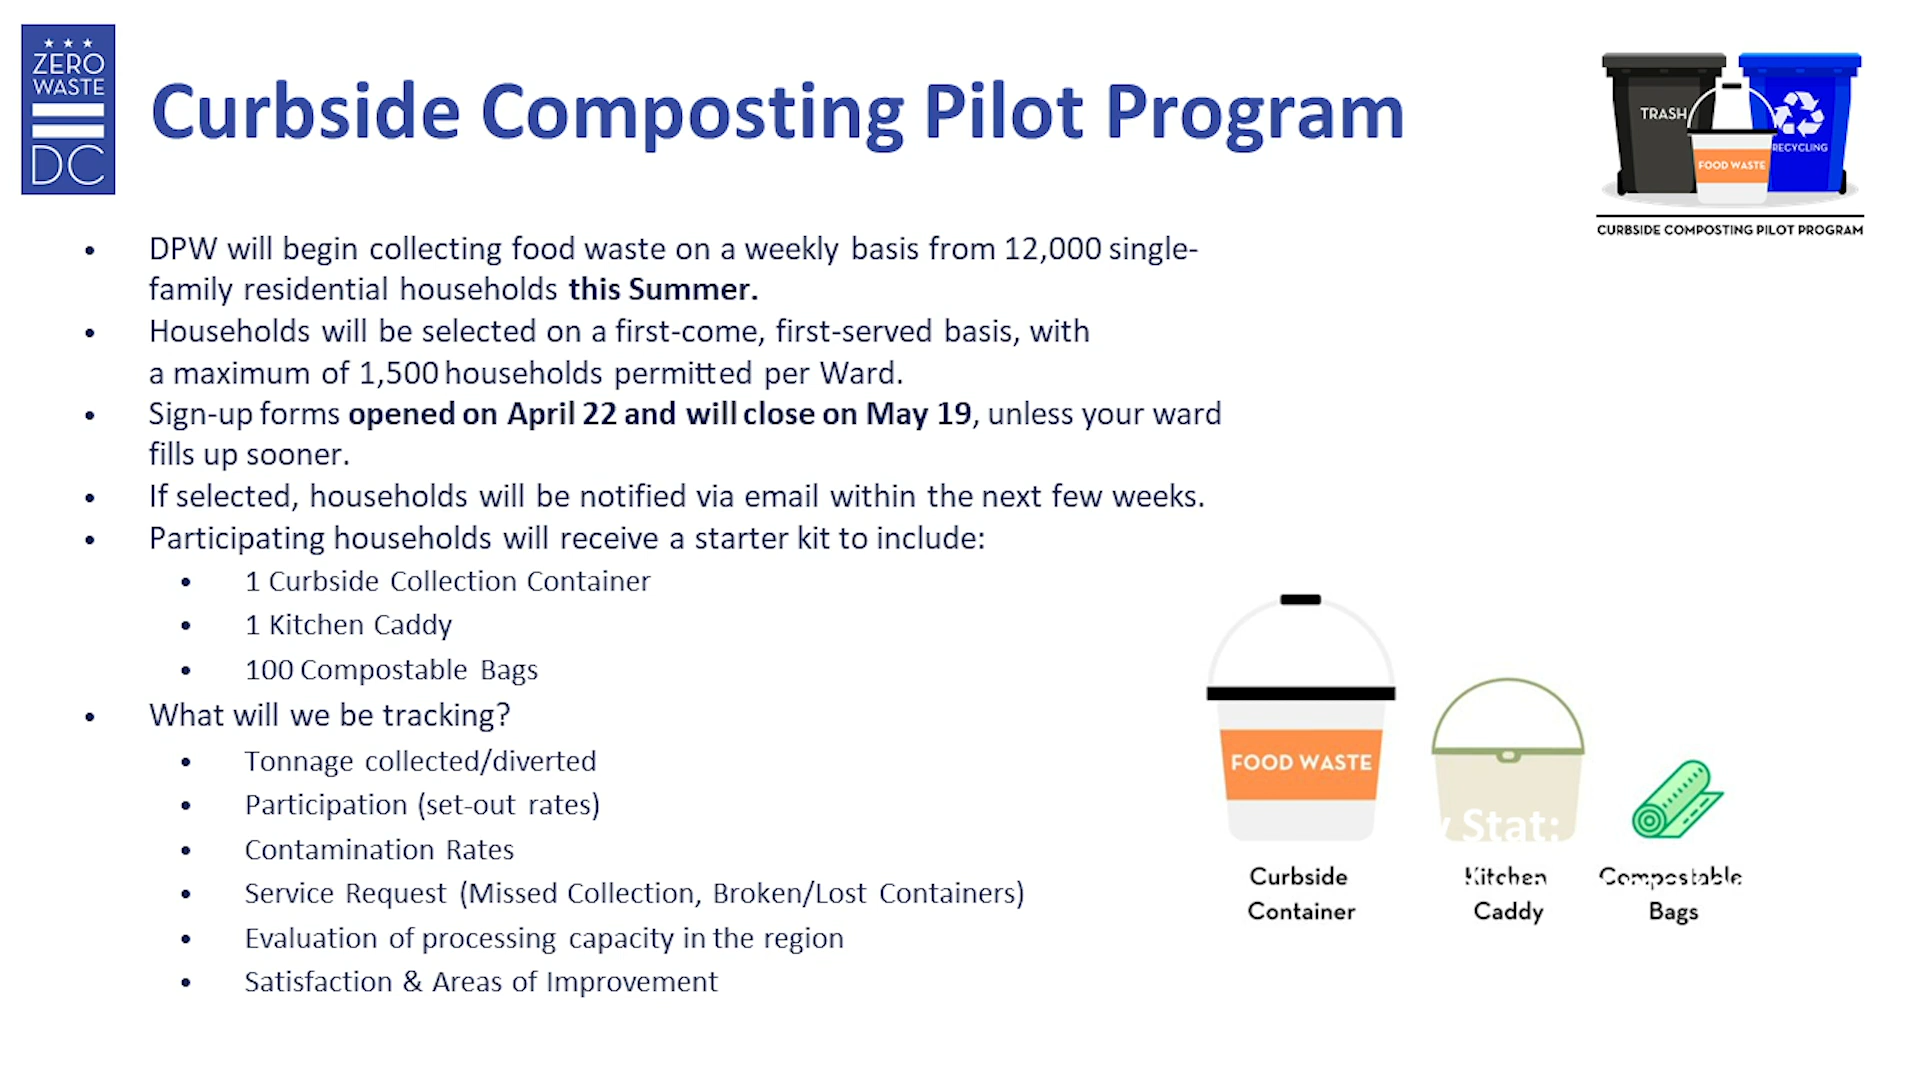 ZERO
WASTE
DC
Curbside Composting Pilot Program
TRASH
RECYCLING
FOOD WASTE
CURBSIDE COMPOSTING PILOT PROGRAM
• DPW will begin collecting food waste on a weekly basis from 12,000 single-
family residential households this Summer.
• Households will be selected on a first-come, first-served basis, with
a maximum of 1,500 households permitted per Ward.
• Sign-up forms opened on April 22 and will close on May 19, unless your ward
fills up sooner.
• If selected, households will be notified via email within the next few weeks.
• Participating households will receive a starter kit to include:
• 1 Curbside Collection Container
• 1 Kitchen Caddy
• 100 Compostable Bags
• What will we be tracking?
• Tonnage collected/diverted
• Participation (set-out rates)
• Contamination Rates
• Service Request (Missed Collection, Broken/Lost Containers)
• Evaluation of processing capacity in the region
• Satisfaction & Areas of Improvement
FOOD WASTE
Stat:
Curbside
Container
Kitchen
Caddy
Compostable
Bags